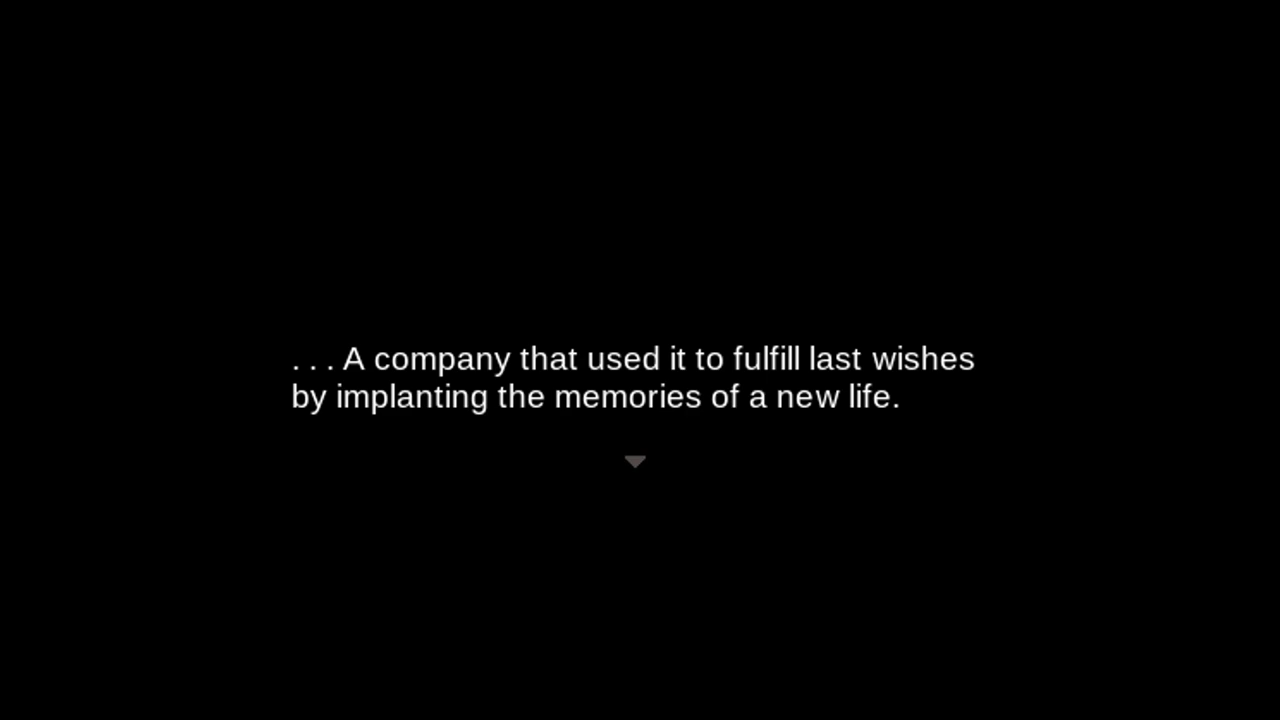 . . . A company that used it to fulfill last wishes
by implanting the memories of a new life.